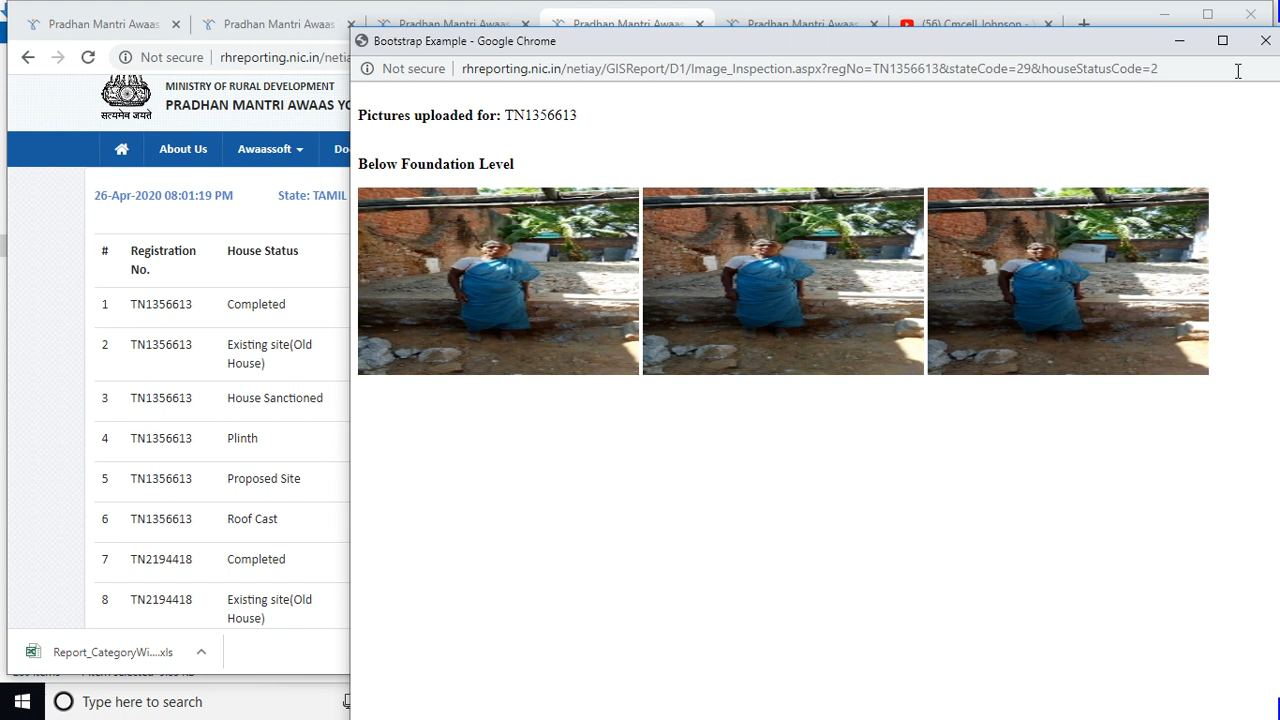 Pradhan Mantri Awaas
Pradhan Mantri Awaas
Pradhan Mantri Awaas
Pradhan Mantri Awaas
Pradhan Mantri Awaas
(56) Cmcell Johnson -
Bootstrap Example - Google Chrome
Not secure
rhreporting.nic.in/netia
Not secure
rhreporting.nic.in/netiay/GISReport/D1/Image_Inspection.aspx?regNo=TN1356613&stateCode=29&houseStatusCode=2
सत्यमेव जयते
MINISTRY OF RURAL DEVELOPMENT
PRADHAN MANTRI AWAAS YO
About Us
Awaassoft
Do
26-Apr-2020 08:01:19 PM
State: TAMIL
# Registration No. House Status
1 TN1356613 Completed
2 TN1356613 Existing site(Old House)
3 TN1356613 House Sanctioned
4 TN1356613 Plinth
5 TN1356613 Proposed Site
6 TN1356613 Roof Cast
7 TN2194418 Completed
8 TN2194418 Existing site(Old House)
Pictures uploaded for: TN1356613
Below Foundation Level
Report_CategoryWi....xls
Type here to search